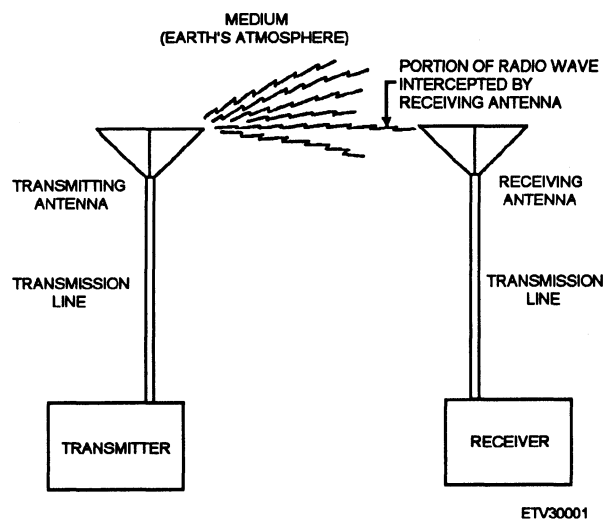 MEDIUM
(EARTH'S ATMOSPHERE)
PORTION OF RADIO WAVE
INTERCEPTED BY
RECEIVING ANTENNA
TRANSMITTING
ANTENNA
RECEIVING
ANTENNA
TRANSMISSION
LINE
TRANSMISSION
LINE
TRANSMITTER
RECEIVER
ETV30001